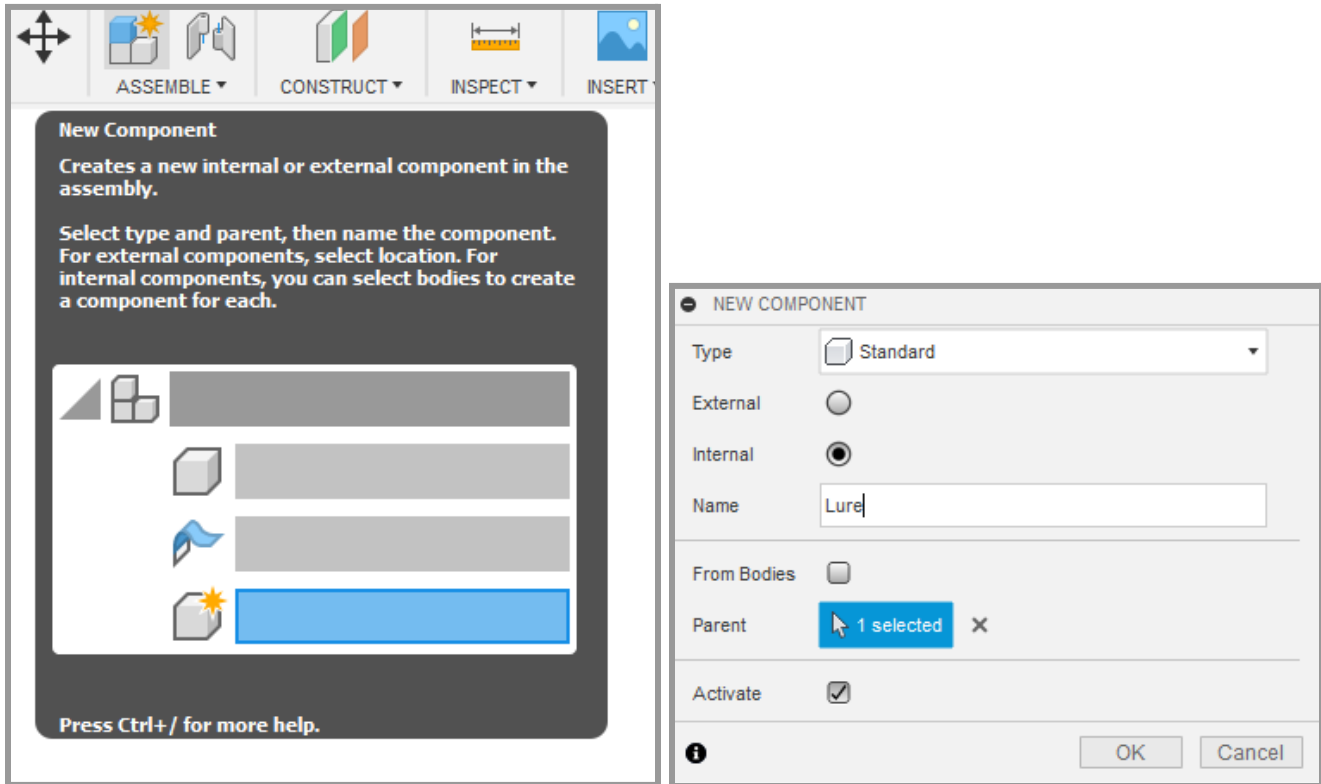 ASSEMBLE
CONSTRUCT
INSPECT
INSERT
New Component
Creates a new internal or external component in the
assembly.
Select type and parent, then name the component.
For external components, select location. For
internal components, you can select bodies to create
a component for each.
Press Ctrl+/ for more help.
NEW COMPONENT
Type Standard
External
Internal
Name Lure
From Bodies
Parent 1 selected
Activate
OK Cancel